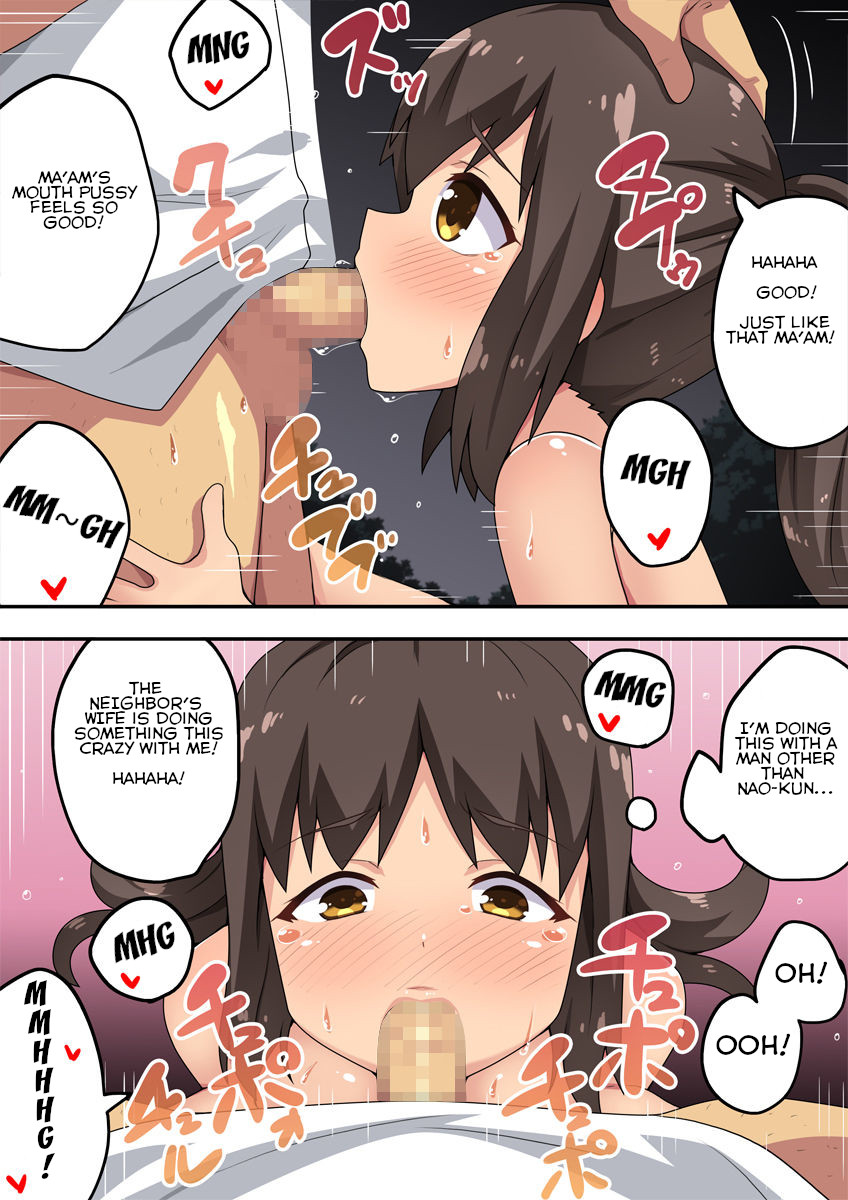 MNG
ズッ
MA'AM'S
MOUTH PUSSY
FEELS SO
GOOD!
HAHAHA
GOOD!
JUST LIKE
THAT MA'AM!
MGH
MM~GH
MMG
THE
NEIGHBOR'S
WIFE IS DOING
SOMETHING THIS
CRAZY WITH ME!
HAHAHA!
I'M DOING
THIS WITH A
MAN OTHER
THAN
NAO-KUN...
MHG
OH!
OOH!
MMHHHHG!
チュポ
チュポ